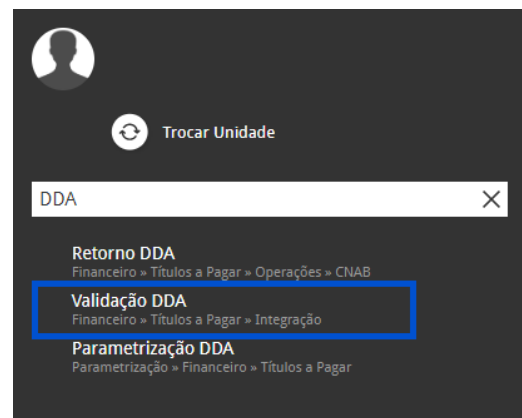 Trocar Unidade
DDA
Retorno DDA
Financeiro » Títulos a Pagar » Operações » CNAB
Validação DDA
Financeiro » Títulos a Pagar » Integração
Parametrização DDA
Parametrização » Financeiro » Títulos a Pagar